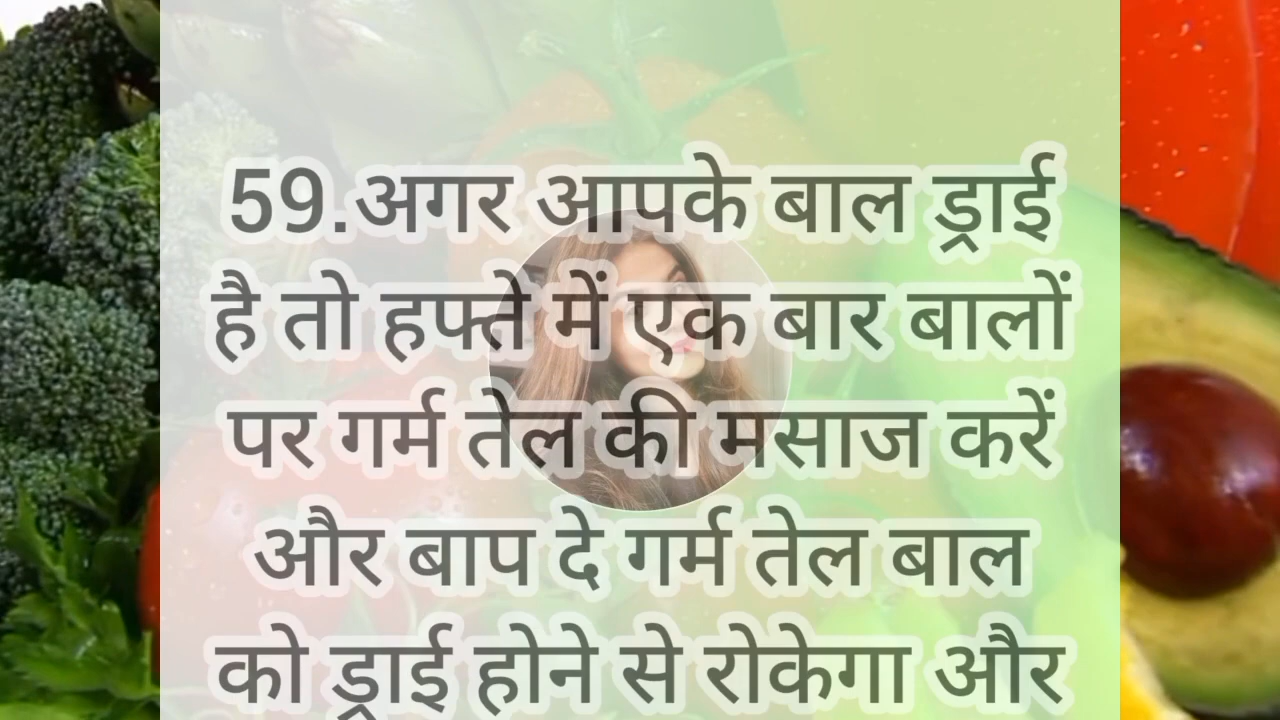 59.अगर आपके बाल ड्राई
है तो हफ्ते में एक बार बालों
पर गर्म तेल की मसाज करें
और बाप दे गर्म तेल बाल
को ड्राई होने से रोकेगा और